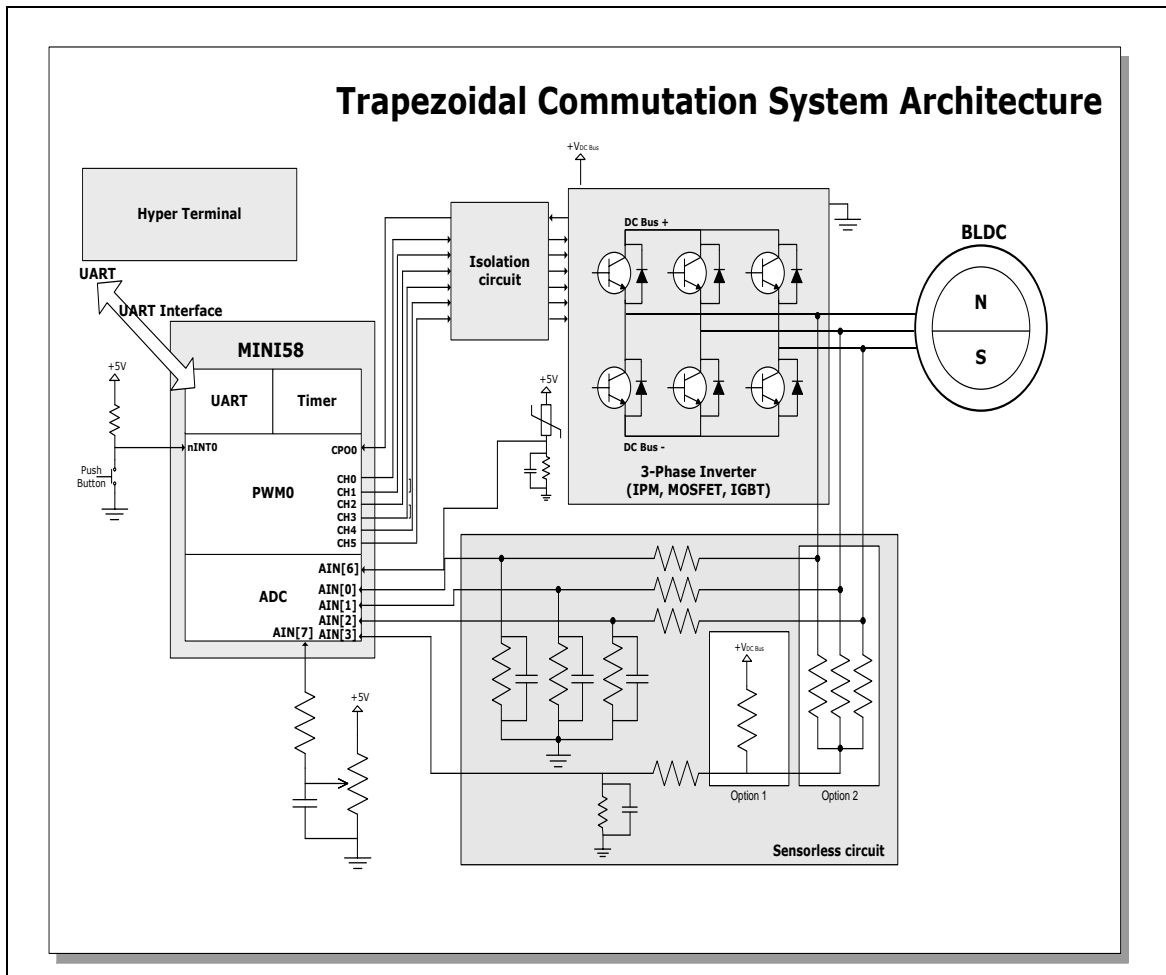 Trapezoidal Commutation System Architecture
+VDC Bus
Hyper Terminal
Isolation
circuit
DC Bus +
BLDC
N
S
UART
UART Interface
MINI58
+5V
UART
Timer
+5V
nINT0
CPO0
DC Bus -
Push
Button
PWM0
3-Phase Inverter
(IPM, MOSFET, IGBT)
CH0
CH1
CH2
CH3
CH4
CH5
AIN[6]
ADC
AIN[0]
AIN[1]
AIN[2]
AIN[7]
AIN[3]
+VDC Bus
+5V
Option 1
Option 2
Sensorless circuit